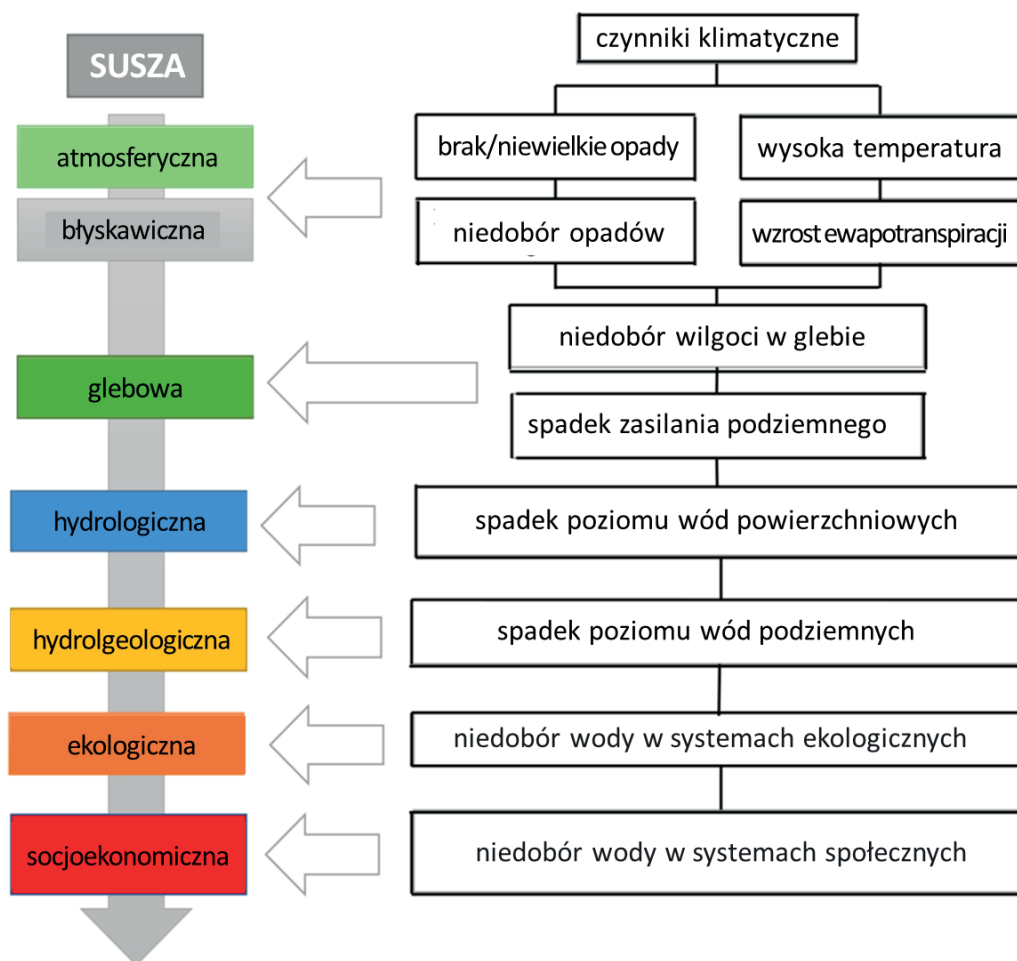 SUSZA
atmosferyczna
błyskawiczna
glebowa
hydrologiczna
hydrolgeologiczna
ekologiczna
socjoekonomiczna
czynniki klimatyczne
brak/niewielkie opady
wysoka temperatura
niedobór opadów
wzrost ewapotranspiracji
niedobór wilgoci w glebie
spadek zasilania podziemnego
spadek poziomu wód powierzchniowych
spadek poziomu wód podziemnych
niedobór wody w systemach ekologicznych
niedobór wody w systemach społecznych